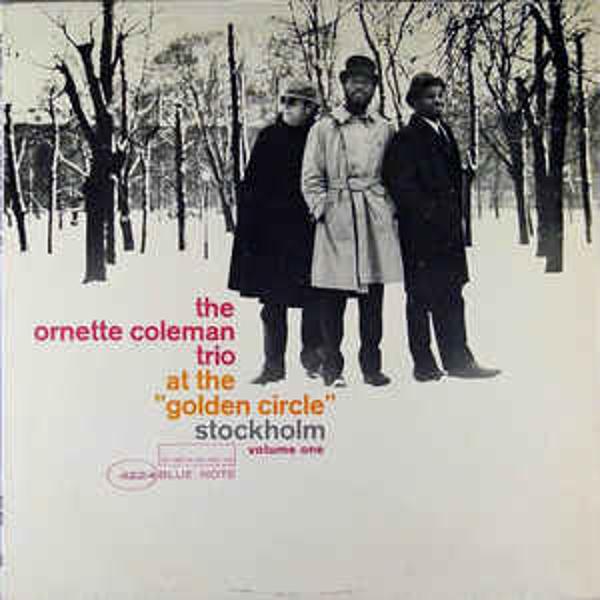 the
ornette coleman
trio
at the
"golden circle"
stockholm
volume one
BLUE NOTE